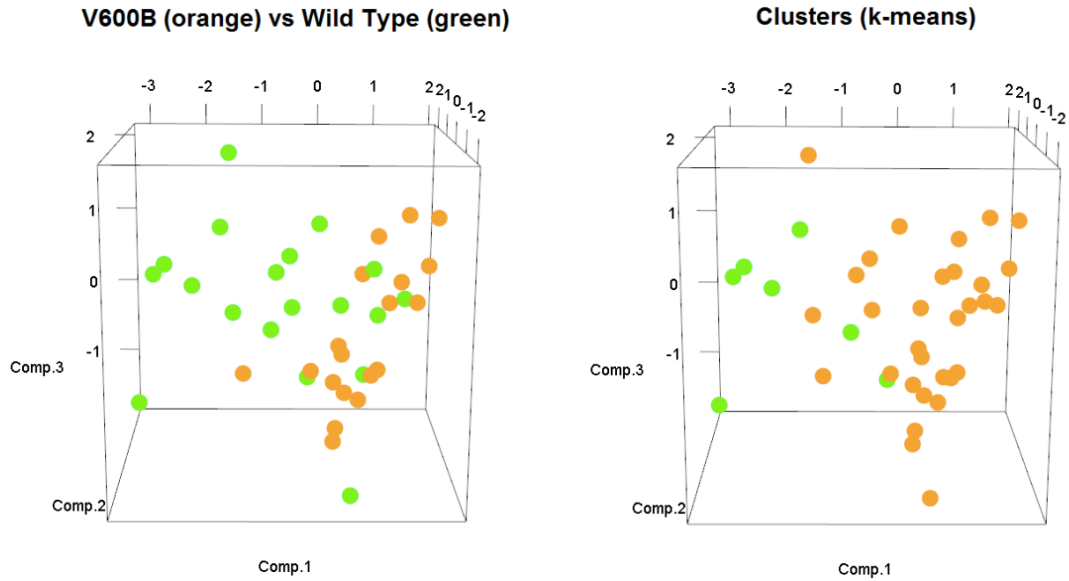 V600B (orange) vs Wild Type (green)
-3 -2 -1 0 1 2 2 1 0 -1 -2
2
1
0
-1
Comp.3
Comp.2
Comp.1
Clusters (k-means)
-3 -2 -1 0 1 2 2 1 0 -1 -2
2
1
0
-1
Comp.3
Comp.2
Comp.1